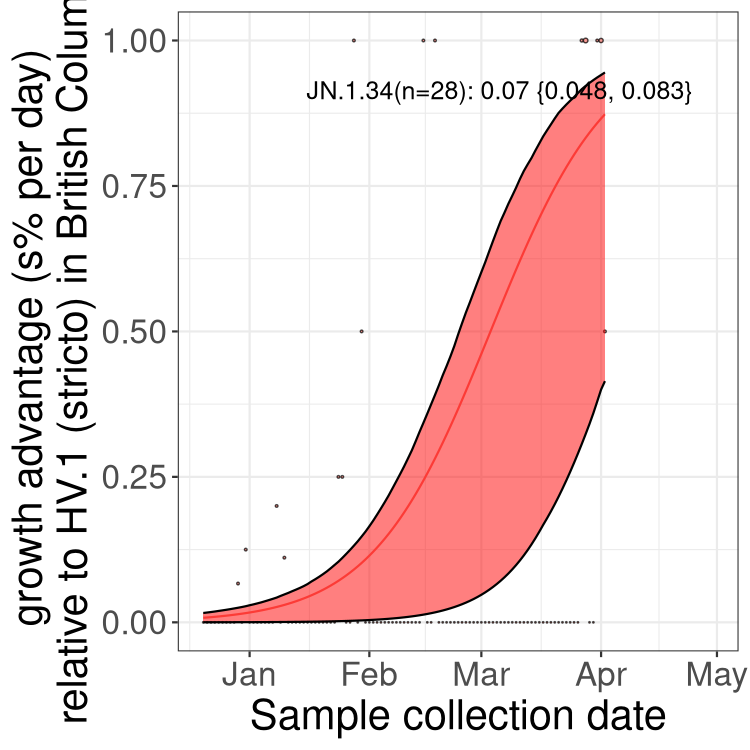 growth advantage (s% per day)
relative to HV.1 (stricto) in British Colum
1.00
0.75
0.50
0.25
0.00
JN.1.34(n=28): 0.07 {0.048, 0.083}
Jan Feb Mar Apr May
Sample collection date